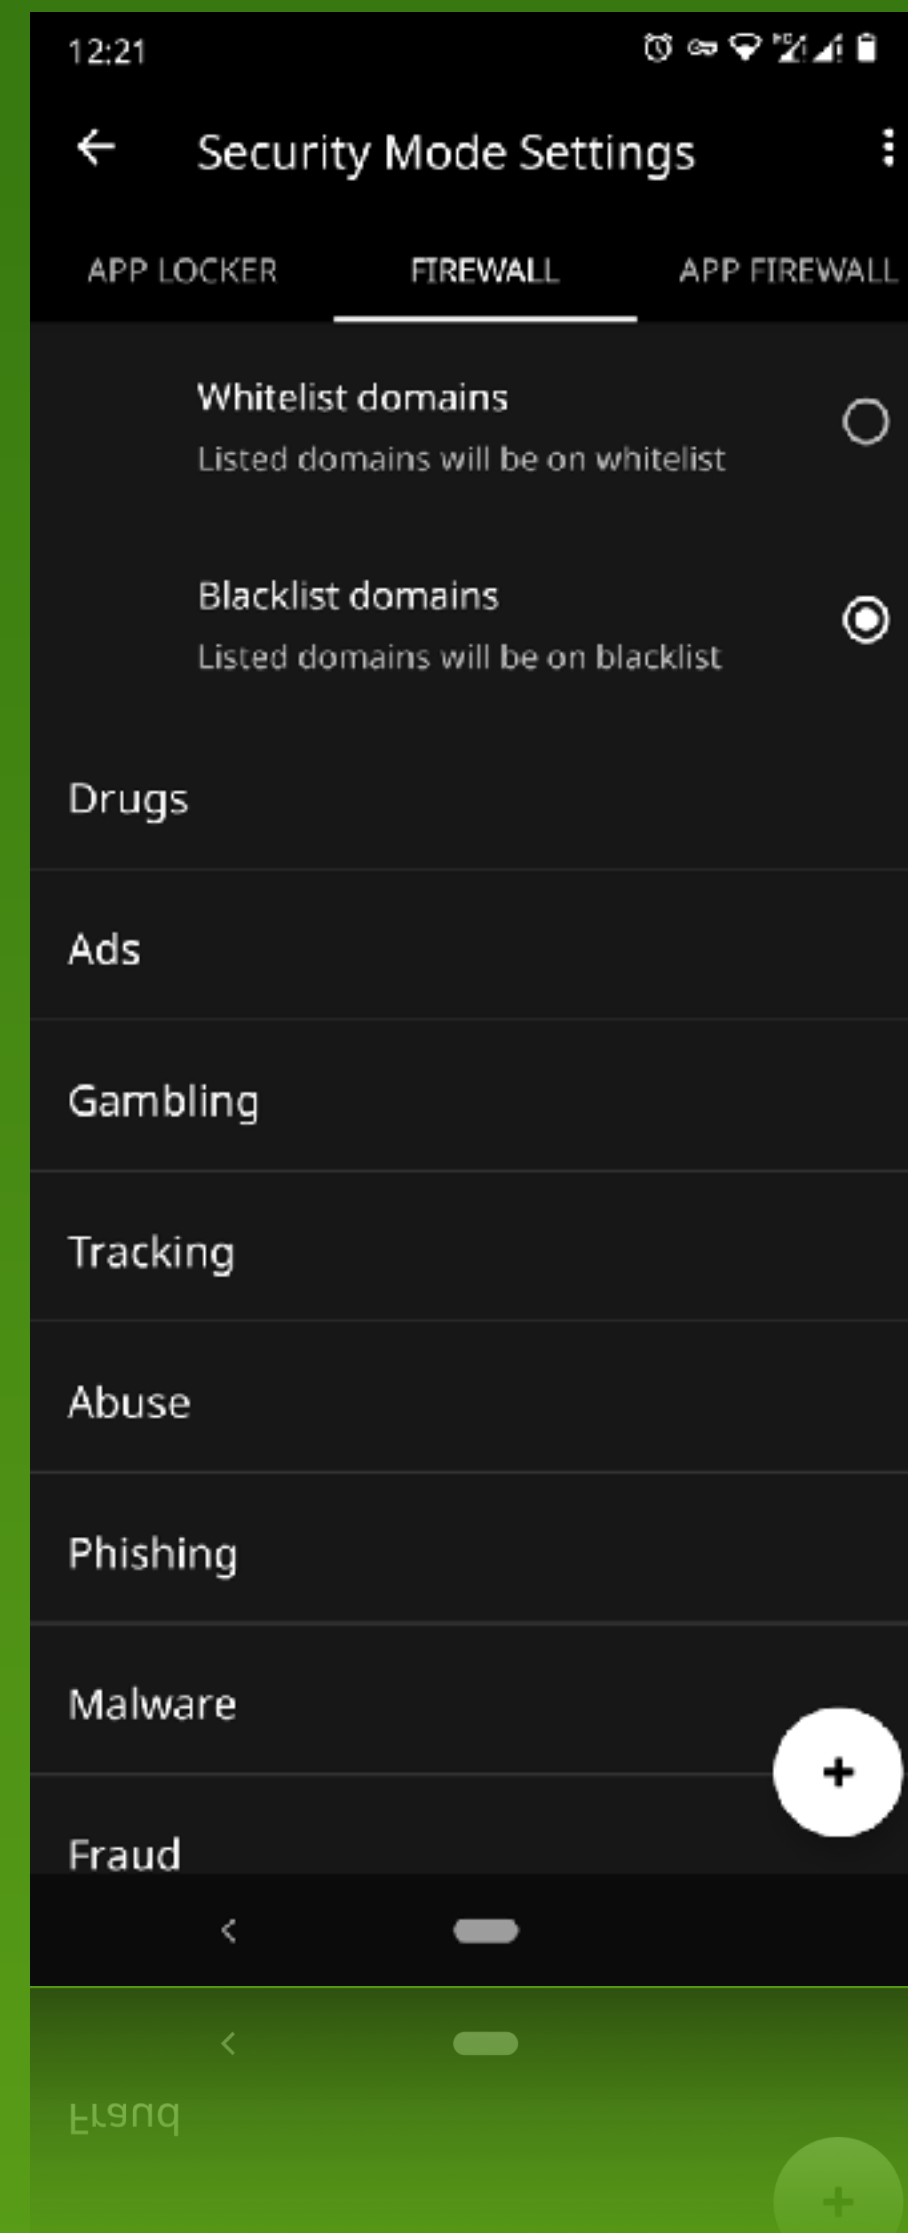 12:21
Security Mode Settings
APP LOCKER FIREWALL APP FIREWALL
Whitelist domains
Listed domains will be on whitelist
Blacklist domains
Listed domains will be on blacklist
Drugs
Ads
Gambling
Tracking
Abuse
Phishing
Malware
Fraud
Fraud